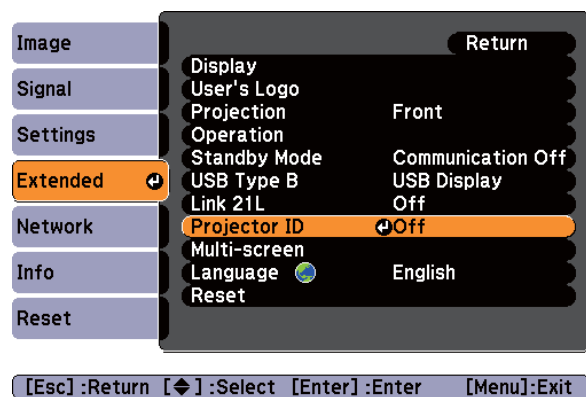 Image
Signal
Settings
Extended
Network
Info
Reset
Return
Display
User's Logo
Projection Front
Operation
Standby Mode Communication Off
USB Type B USB Display
Link 21L Off
Projector ID Off
Multi-screen
Language English
Reset
[Esc] :Return [ ] :Select [Enter] :Enter [Menu]:Exit